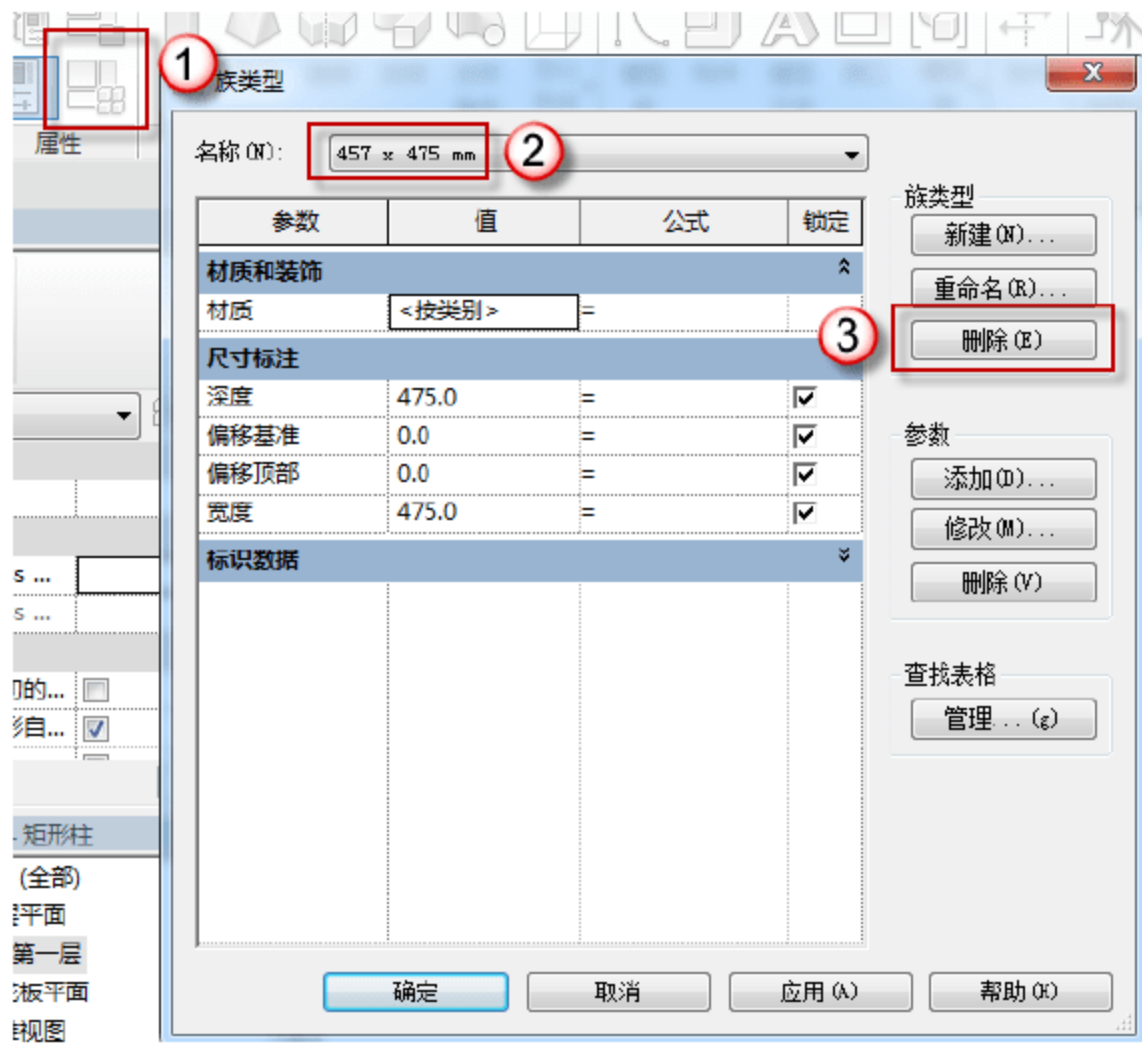 1
族类型
属性
名称(N):
457 x 475 mm
2
参数 值 公式 锁定
材质和装饰
材质 <按类别> =
尺寸标注
深度 475.0 =
偏移基准 0.0 =
偏移顶部 0.0 =
宽度 475.0 =
标识数据
族类型
新建(N)...
重命名(R)...
3
删除(E)
参数
添加(D)...
修改(M)...
删除(V)
查找表格
管理...(g)
s ...
s ...
的...
自...
矩形柱
(全部)
平面
第一层
板平面
视图
确定 取消 应用(A) 帮助(H)